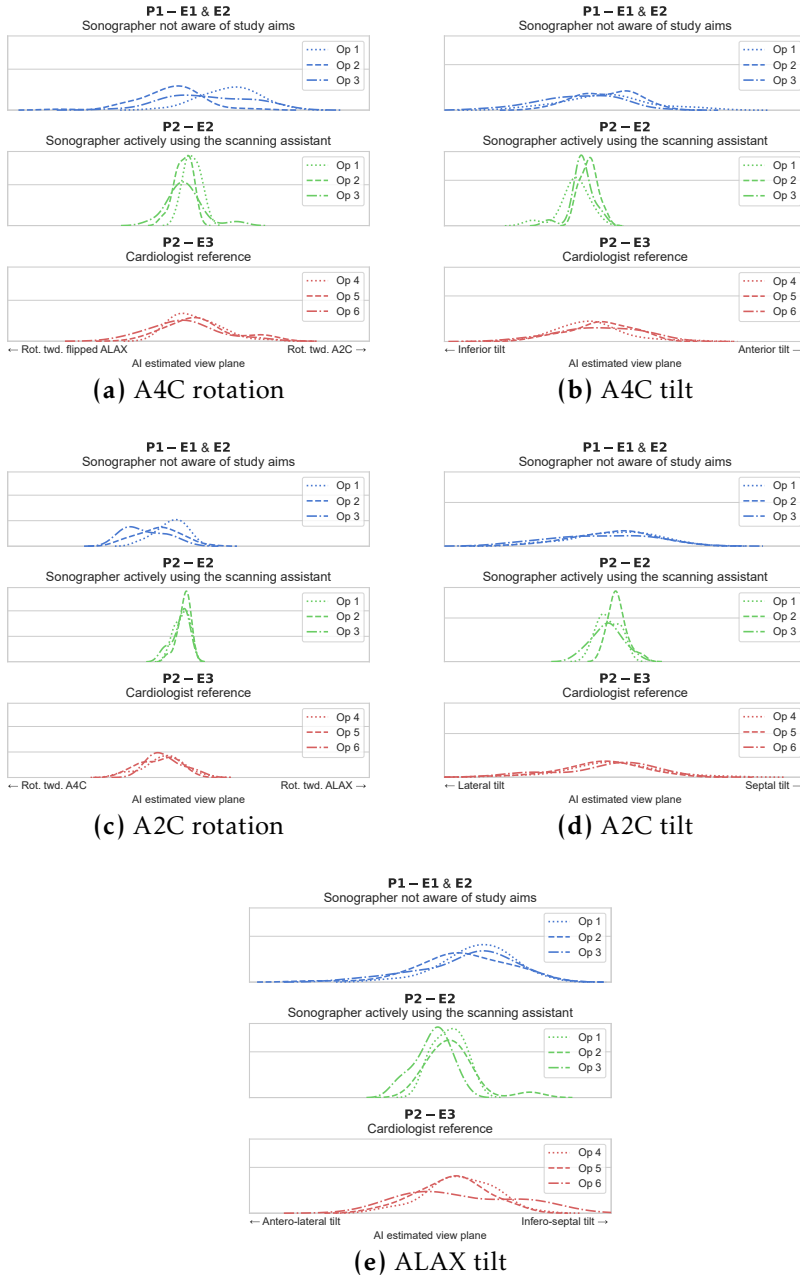 P1 – E1 & E2
Sonographer not aware of study aims
Op 1
Op 2
Op 3
P2 – E2
Sonographer actively using the scanning assistant
Op 1
Op 2
Op 3
P2 – E3
Cardiologist reference
Op 4
Op 5
Op 6
← Rot. twd. flipped ALAX Rot. twd. A2C →
AI estimated view plane
(a) A4C rotation
P1 – E1 & E2
Sonographer not aware of study aims
Op 1
Op 2
Op 3
P2 – E2
Sonographer actively using the scanning assistant
Op 1
Op 2
Op 3
P2 – E3
Cardiologist reference
Op 4
Op 5
Op 6
← Inferior tilt Anterior tilt –
AI estimated view plane
(b) A4C tilt
P1 – E1 & E2
Sonographer not aware of study aims
Op 1
Op 2
Op 3
P2 – E2
Sonographer actively using the scanning assistant
Op 1
Op 2
Op 3
P2 – E3
Cardiologist reference
Op 4
Op 5
Op 6
← Rot. twd. A4C Rot. twd. ALAX →
AI estimated view plane
(c) A2C rotation
P1 – E1 & E2
Sonographer not aware of study aims
Op 1
Op 2
Op 3
P2 – E2
Sonographer actively using the scanning assistant
Op 1
Op 2
Op 3
P2 – E3
Cardiologist reference
Op 4
Op 5
Op 6
← Lateral tilt Septal tilt –
AI estimated view plane
(d) A2C tilt
P1 – E1 & E2
Sonographer not aware of study aims
Op 1
Op 2
Op 3
P2 – E2
Sonographer actively using the scanning assistant
Op 1
Op 2
Op 3
P2 – E3
Cardiologist reference
Op 4
Op 5
Op 6
← Antero-lateral tilt Infero-septal tilt →
AI estimated view plane
(e) ALAX tilt